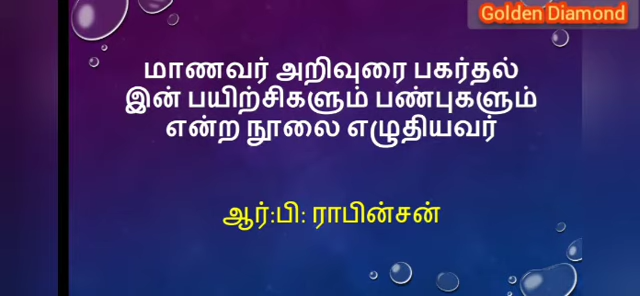 Golden Diamond
மாணவர் அறிவுரை பகர்தல்
இன் பயிற்சிகளும் பண்புகளும்
என்ற நூலை எழுதியவர்
ஆர்:பி: ராபின்சன்